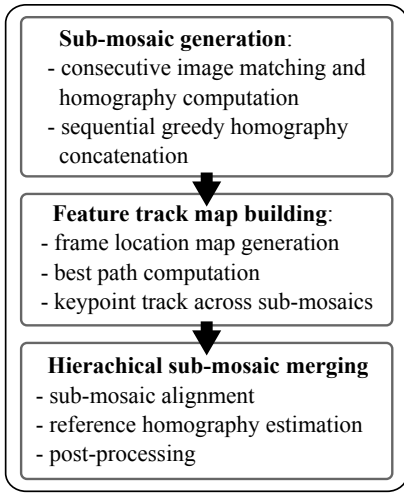 Sub-mosaic generation:
- consecutive image matching and
homography computation
- sequential greedy homography
concatenation
Feature track map building:
- frame location map generation
- best path computation
- keypoint track across sub-mosaics
Hierachical sub-mosaic merging
- sub-mosaic alignment
- reference homography estimation
- post-processing